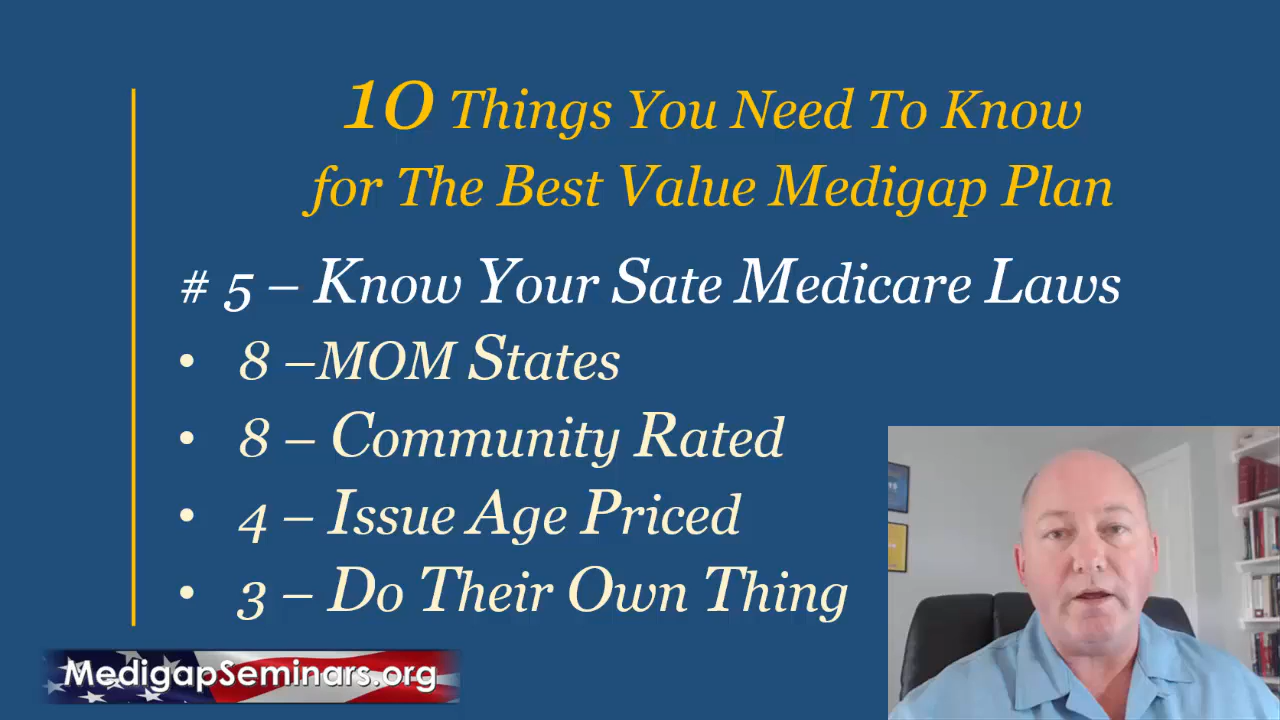 10 Things You Need To Know
for The Best Value Medigap Plan
# 5 – Know Your Sate Medicare Laws
• 8 –MOM States
• 8 – Community Rated
• 4 – Issue Age Priced
• 3 – Do Their Own Thing
MedigapSeminars.org